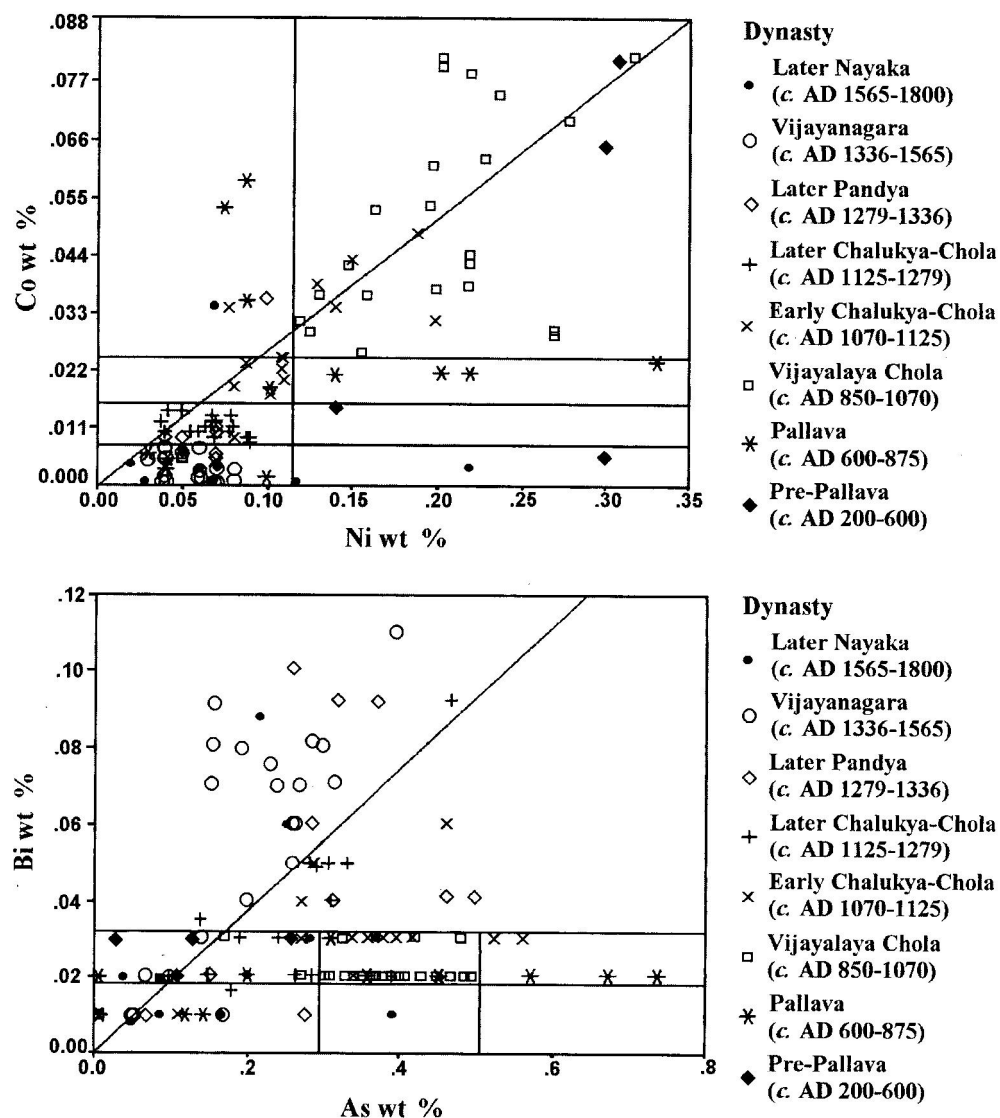 .088
.077
.066
.055
.044
.033
.022
.011
0.000
Co wt %
0.00
0.05
0.10
0.15
0.20
0.25
0.30
.35
Ni wt %
Dynasty
Later Nayaka
(c. AD 1565-1800)
Vijayanagara
(c. AD 1336-1565)
Later Pandya
(c. AD 1279-1336)
Later Chalukya-Chola
(c. AD 1125-1279)
Early Chalukya-Chola
(c. AD 1070-1125)
Vijayalaya Chola
(c. AD 850-1070)
Pallava
(c. AD 600-875)
Pre-Pallava
(c. AD 200-600)
.12
.10
.08
.06
.04
.02
0.00
Bi wt %
0.0
.2
.4
.6
.8
As wt %
Dynasty
Later Nayaka
(c. AD 1565-1800)
Vijayanagara
(c. AD 1336-1565)
Later Pandya
(c. AD 1279-1336)
Later Chalukya-Chola
(c. AD 1125-1279)
Early Chalukya-Chola
(c. AD 1070-1125)
Vijayalaya Chola
(c. AD 850-1070)
Pallava
(c. AD 600-875)
Pre-Pallava
(c. AD 200-600)